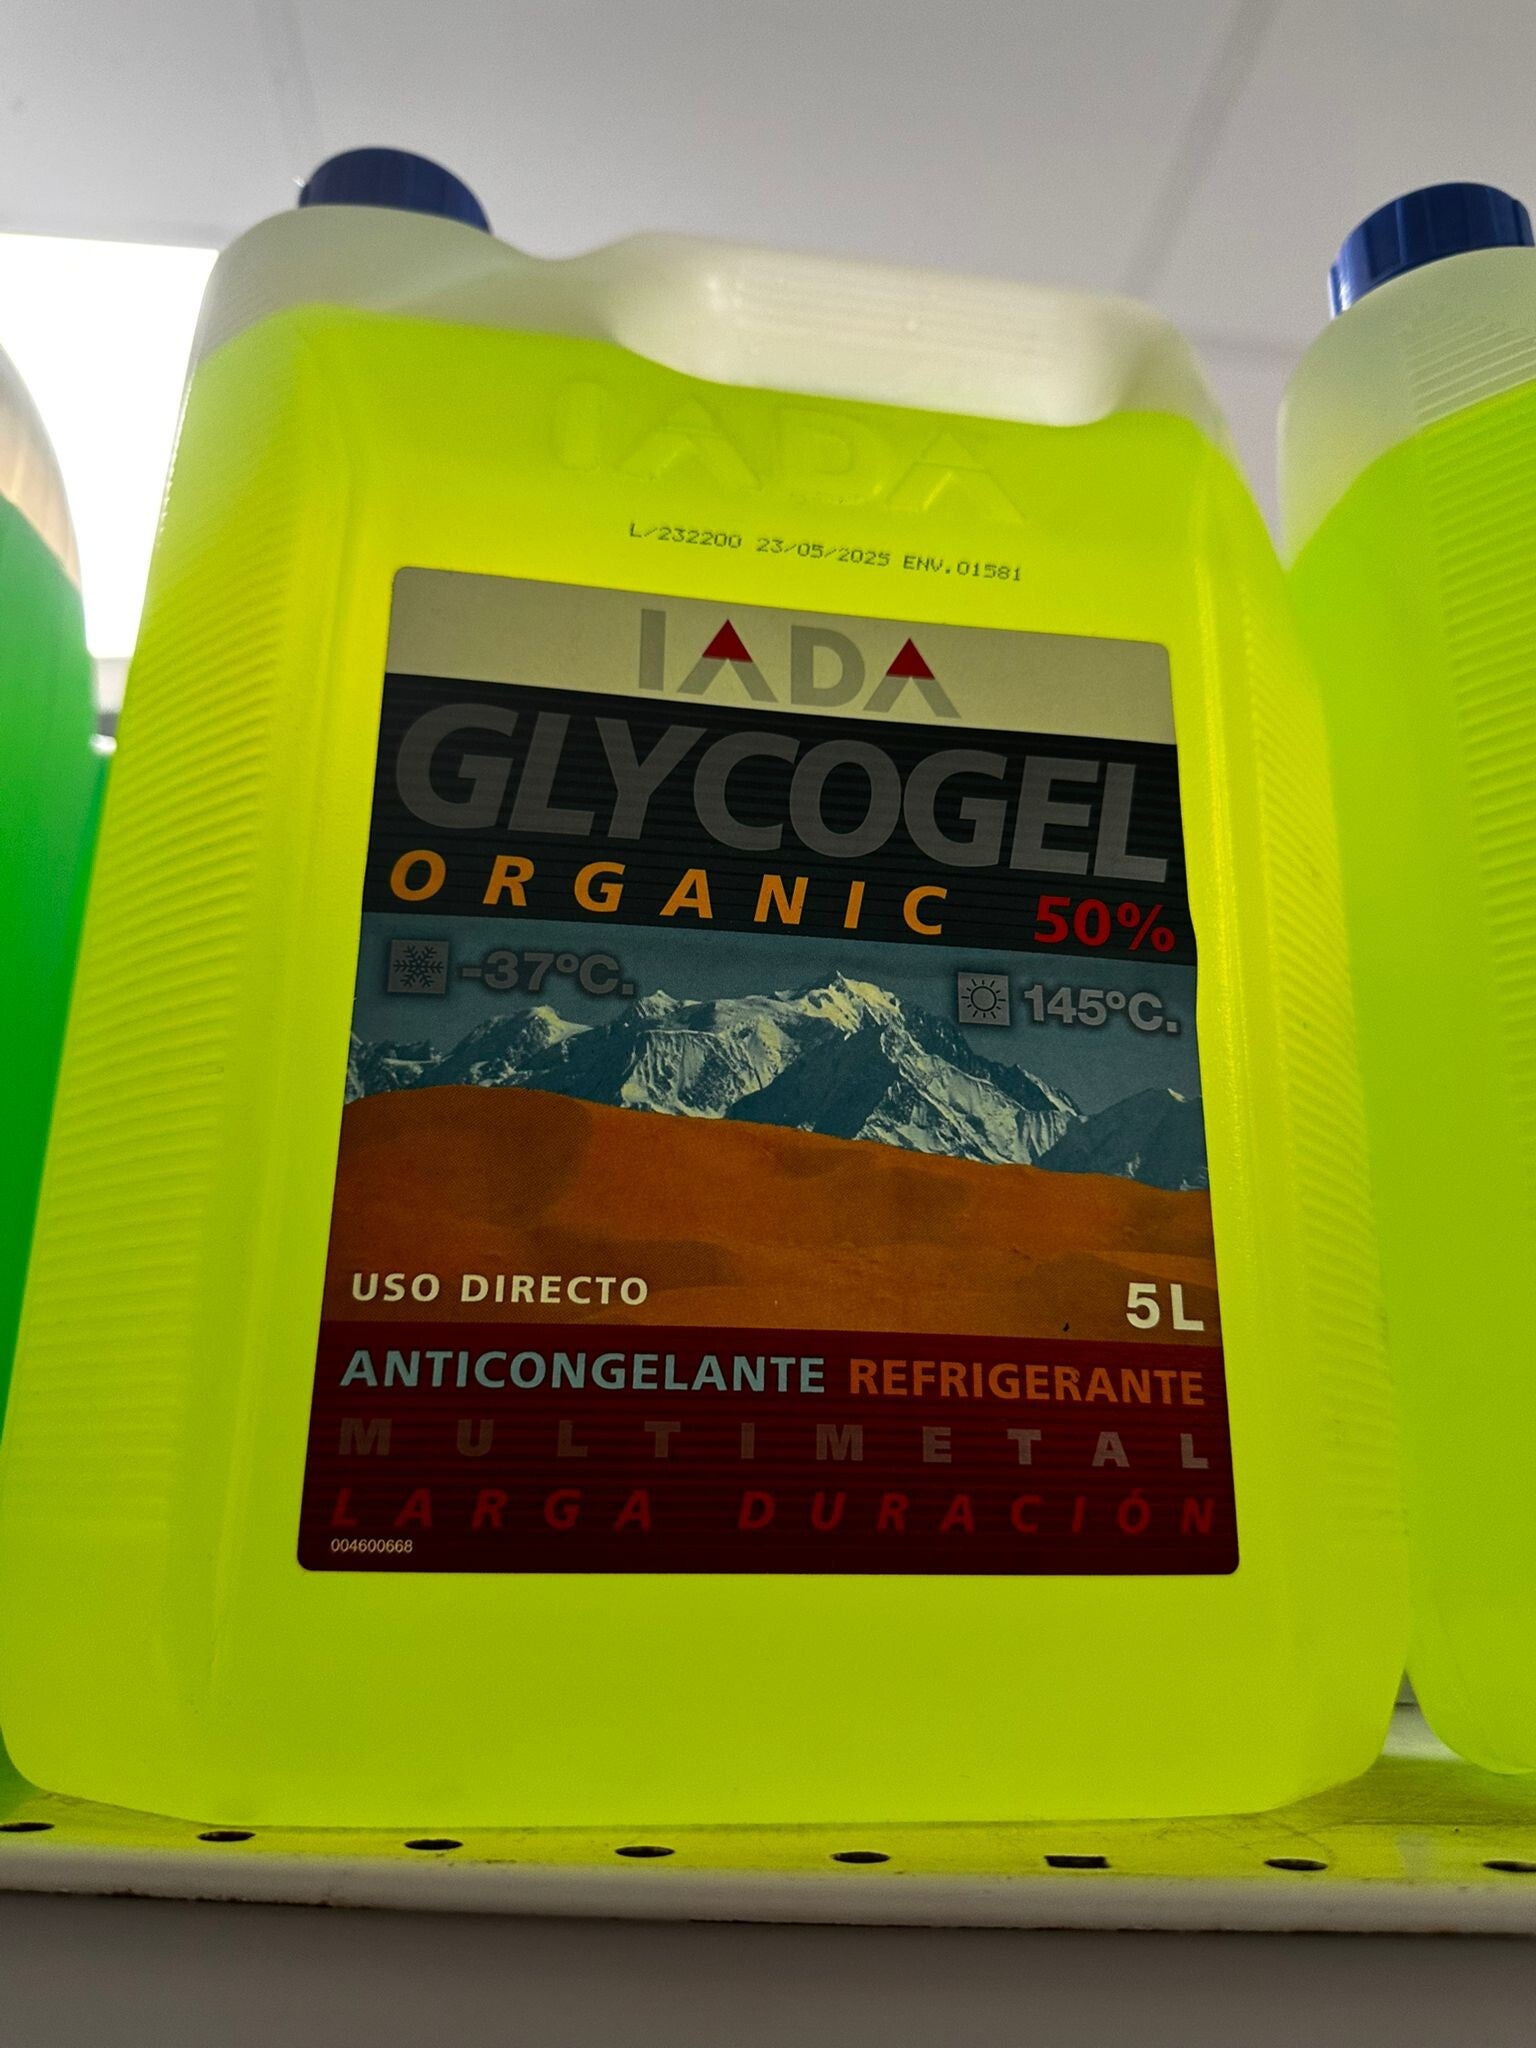 IADA
L/232200 23/05/2025 ENV.01581
IADA
GLYCOGEL
ORGANIC 50%
-37ºC. 145ºC.
USO DIRECTO 5L
ANTICONGELANTE REFRIGERANTE
MULTIMETAL
LARGA DURACIÓN
004600668